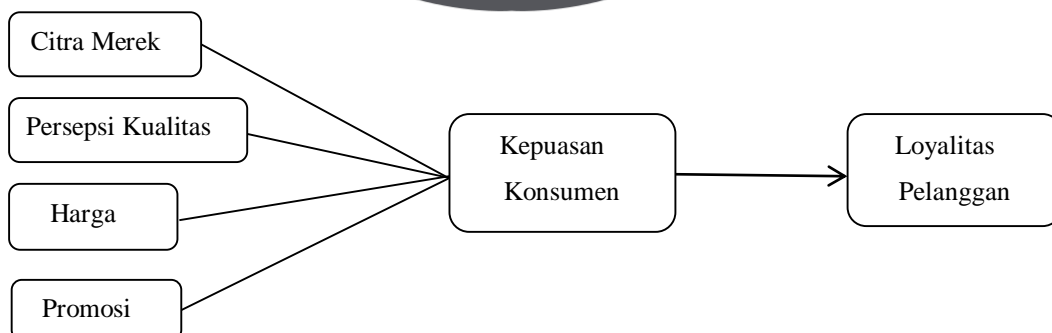 Citra Merek
Persepsi Kualitas
Harga
Promosi
Kepuasan
Konsumen
Loyalitas
Pelanggan